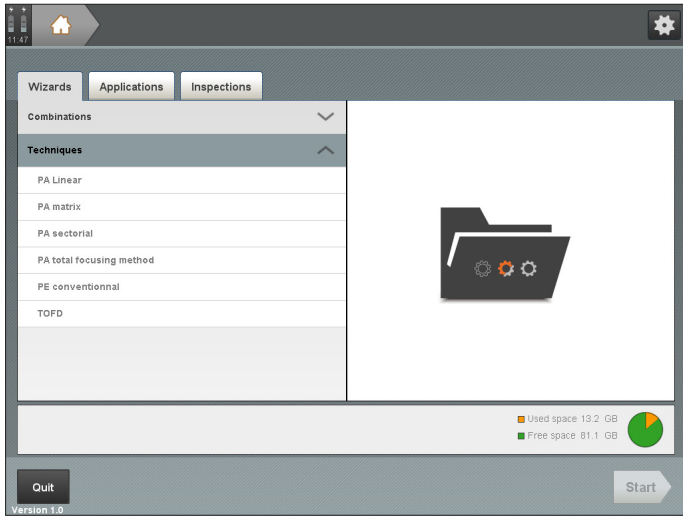 11:47
Wizards Applications Inspections
Combinations
Techniques
PA Linear
PA matrix
PA sectorial
PA total focusing method
PE conventionnal
TOFD
Used space 13.2 GB
Free space 81.1 GB
Quit
Start
Version 1.0